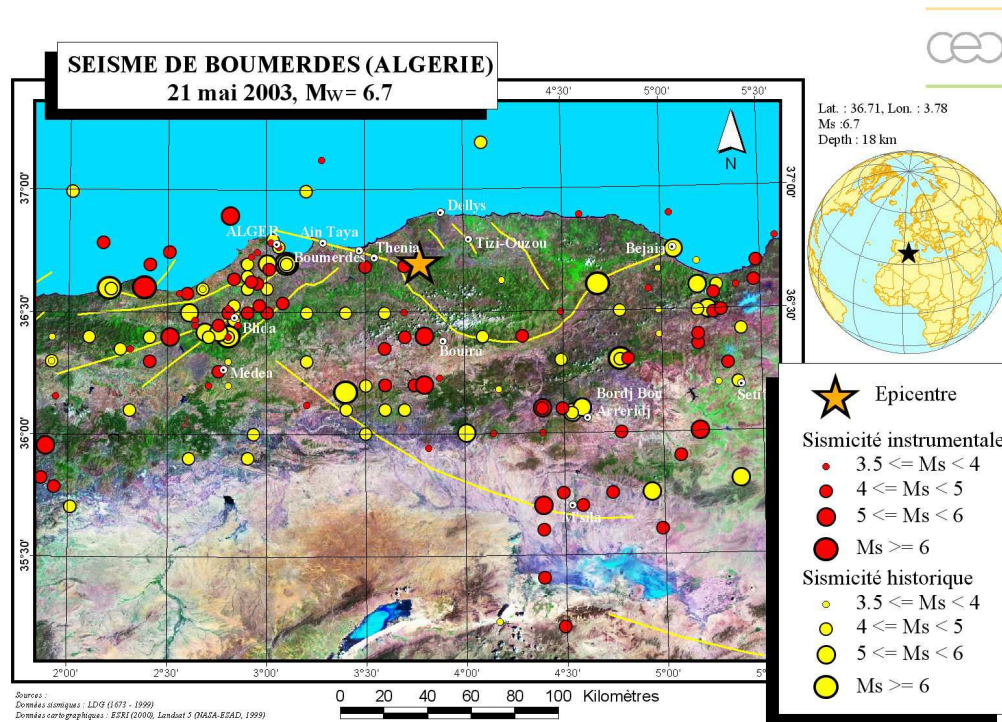 cea
SEISME DE BOUMERDES (ALGERIE)
21 mai 2003, Mw= 6.7
4°30' 5°00' 5°30'
Lat. : 36.71, Lon. : 3.78
Ms :6.7
Depth : 18 km
N
37°00' 37°00'
Dellys
ALGER Ain Taya
Tizi-Ouzou
Bejaia
Thenia
Boumerdes
36°30' 36°30'
Blida
Bouira
Medea
Setif
Bordj Bou
Arreridj
36°00'
M'sila
35°30'
2°00' 2°30' 3°00' 3°30' 4°00' 4°30' 5°00'
Epicentre
Sismicité instrumentale
3.5 <= Ms < 4
4 <= Ms < 5
5 <= Ms < 6
Ms >= 6
Sismicité historique
3.5 <= Ms < 4
4 <= Ms < 5
5 <= Ms < 6
Ms >= 6
0 20 40 60 80 100 Kilomètres
Sources :
Données sismiques : LDG (1673 - 1999)
Données cartographiques : ESRI (2000), Landsat 5 (NASA-ESAD, 1999)